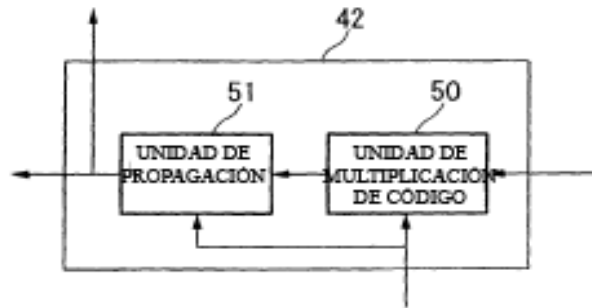 42
51
50
UNIDAD DE
PROPAGACIÓN
UNIDAD DE
MULTIPLICACIÓN
DE CÓDIGO